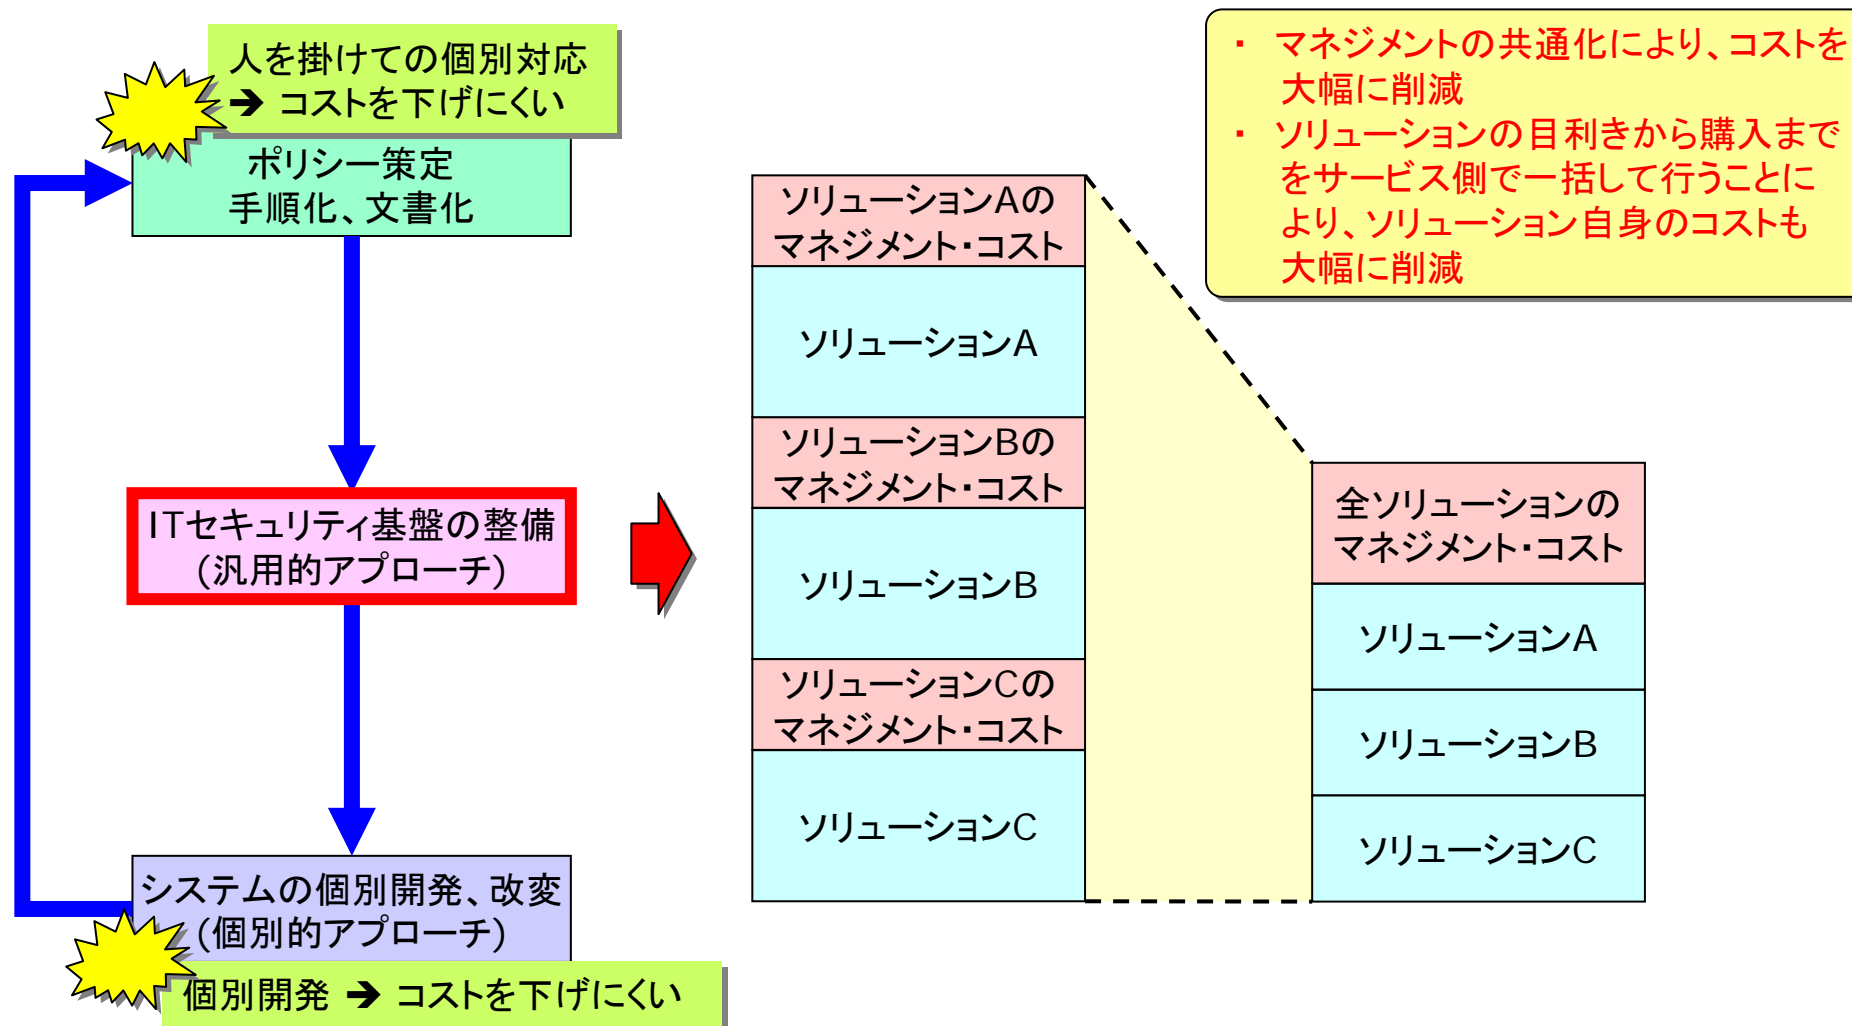 人を掛けての個別対応
➔ コストを下げにくい
ポリシー策定
手順化、文書化
ITセキュリティ基盤の整備
(汎用的アプローチ)
システムの個別開発、改変
(個別的アプローチ)
個別開発 ➔ コストを下げにくい
ソリューションAの
マネジメント・コスト
ソリューションA
ソリューションBの
マネジメント・コスト
ソリューションB
ソリューションCの
マネジメント・コスト
ソリューションC
・ マネジメントの共通化により、コストを
大幅に削減
・ ソリューションの目利きから購入まで
をサービス側で一括して行うことに
より、ソリューション自身のコストも
大幅に削減
全ソリューションの
マネジメント・コスト
ソリューションA
ソリューションB
ソリューションC